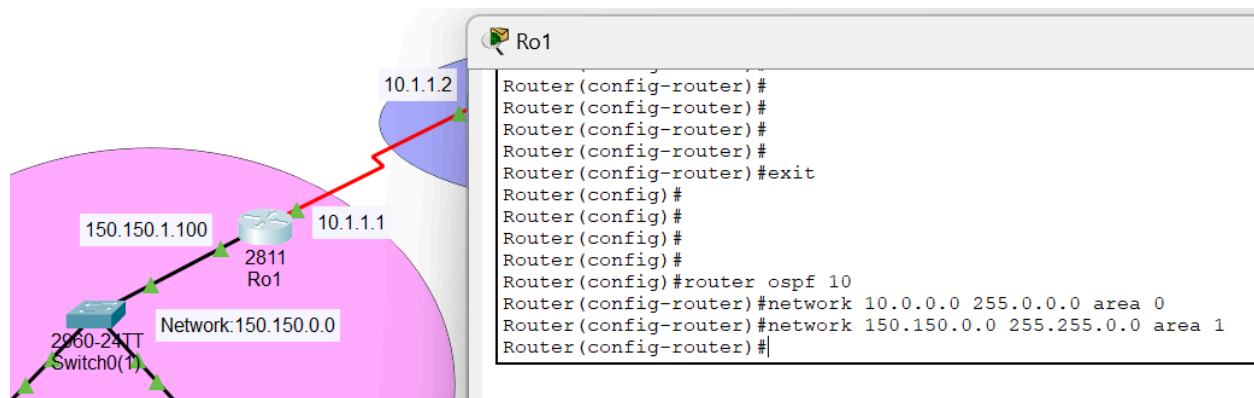 Ro1
10.1.1.2
Router(config-router)#
Router(config-router)#
Router(config-router)#
Router(config-router)#
Router(config-router)#exit
Router(config)#
Router(config)#
Router(config)#
Router(config)#
Router(config)#router ospf 10
Router(config-router)#network 10.0.0.0 255.0.0.0 area 0
Router(config-router)#network 150.150.0.0 255.255.0.0 area 1
Router(config-router)#
150.150.1.100
10.1.1.1
2811
Ro1
Network:150.150.0.0
2960-24TT
Switch0(1)